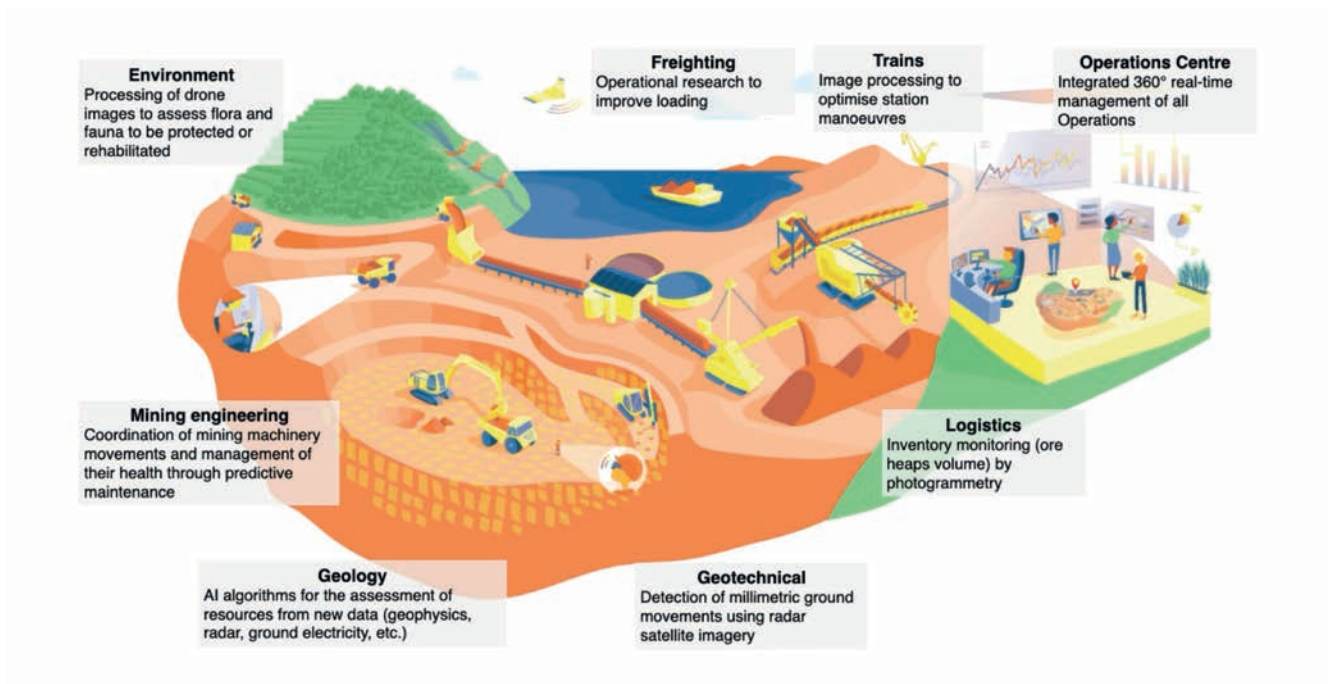 Environment
Processing of drone
images to assess flora and
fauna to be protected or
rehabilitated
Freighting
Operational research to
improve loading
Trains
Image processing to
optimise station
manoeuvres
Operations Centre
Integrated 360° real-time
management of all
Operations
Mining engineering
Coordination of mining machinery
movements and management of
their health through predictive
maintenance
Logistics
Inventory monitoring (ore
heaps volume) by
photogrammetry
Geology
AI algorithms for the assessment of
resources from new data (geophysics,
radar, ground electricity, etc.)
Geotechnical
Detection of millimetric ground
movements using radar
satellite imagery